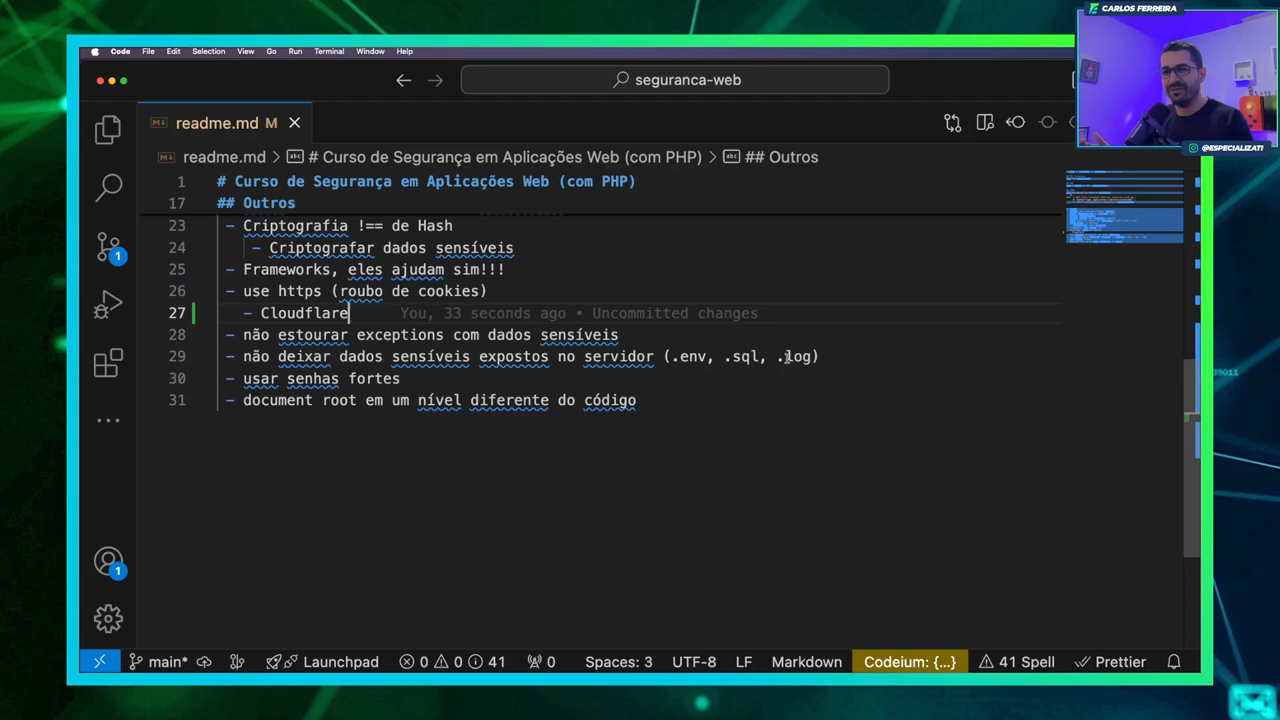 CARLOS FERREIRA
@ESPECIALIZATI
Code File Edit Selection View Go Run Terminal Window Help
seguranca-web
readme.md M
readme.md > # Curso de Segurança em Aplicações Web (com PHP) > ## Outros
1 # Curso de Segurança em Aplicações Web (com PHP)
17 ## Outros
23 - Criptografia !== de Hash
24 - Criptografar dados sensíveis
25 - Frameworks, eles ajudam sim!!!
26 - use https (roubo de cookies)
27 - Cloudflare You, 33 seconds ago • Uncommitted changes
28 - não estourar exceptions com dados sensíveis
29 - não deixar dados sensíveis expostos no servidor (.env, .sql, .log)
30 - usar senhas fortes
31 - document root em um nível diferente do código
1
1
main* Launchpad 0 0 41 0 Spaces: 3 UTF-8 LF Markdown Codeium: {...} 41 Spell Prettier